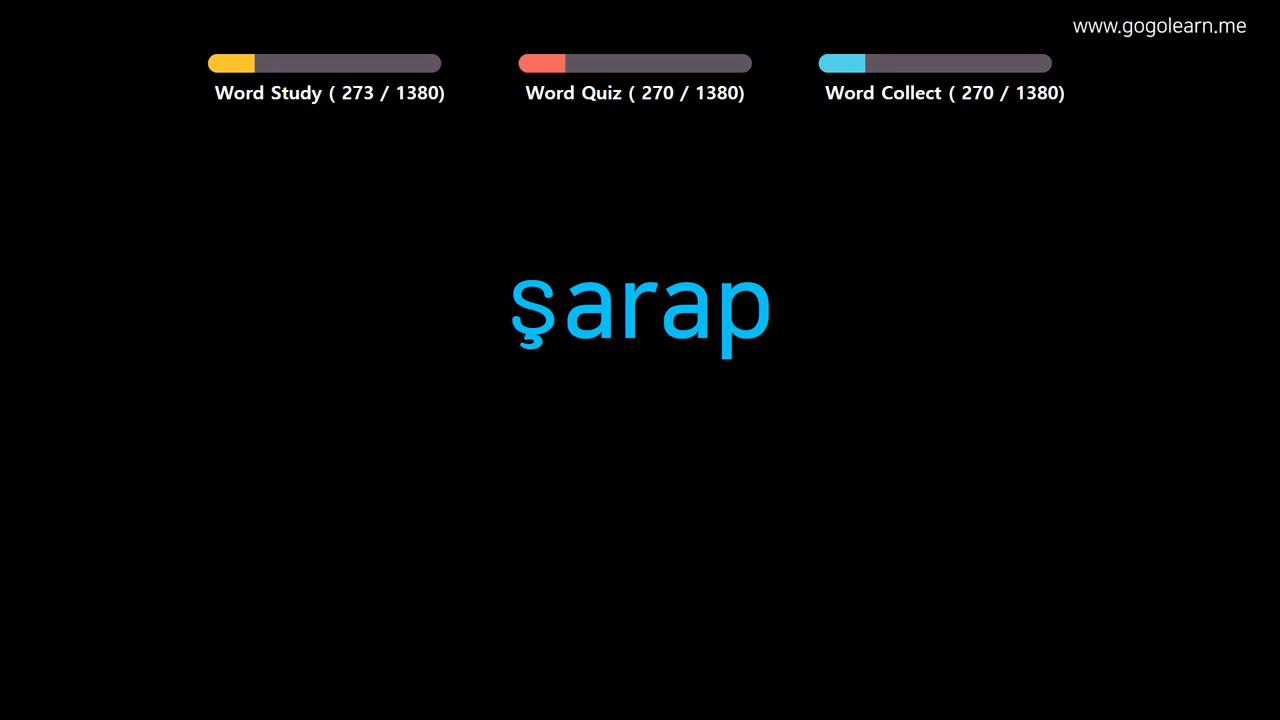 www.gogolearn.me
Word Study ( 273 / 1380)
Word Quiz ( 270 / 1380)
Word Collect ( 270 / 1380)
şarap